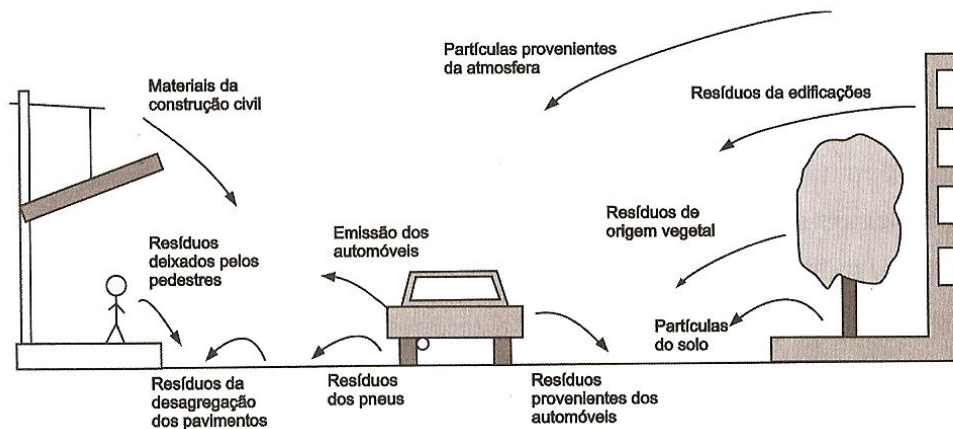 Partículas provenientes
da atmosfera
Materiais da
construção civil
Resíduos da edificações
Resíduos de
origem vegetal
Emissão dos
automóveis
Resíduos
deixados pelos
pedestres
Partículas
do solo
Resíduos da
desagregação
dos pavimentos
Resíduos
dos pneus
Resíduos
provenientes dos
automóveis